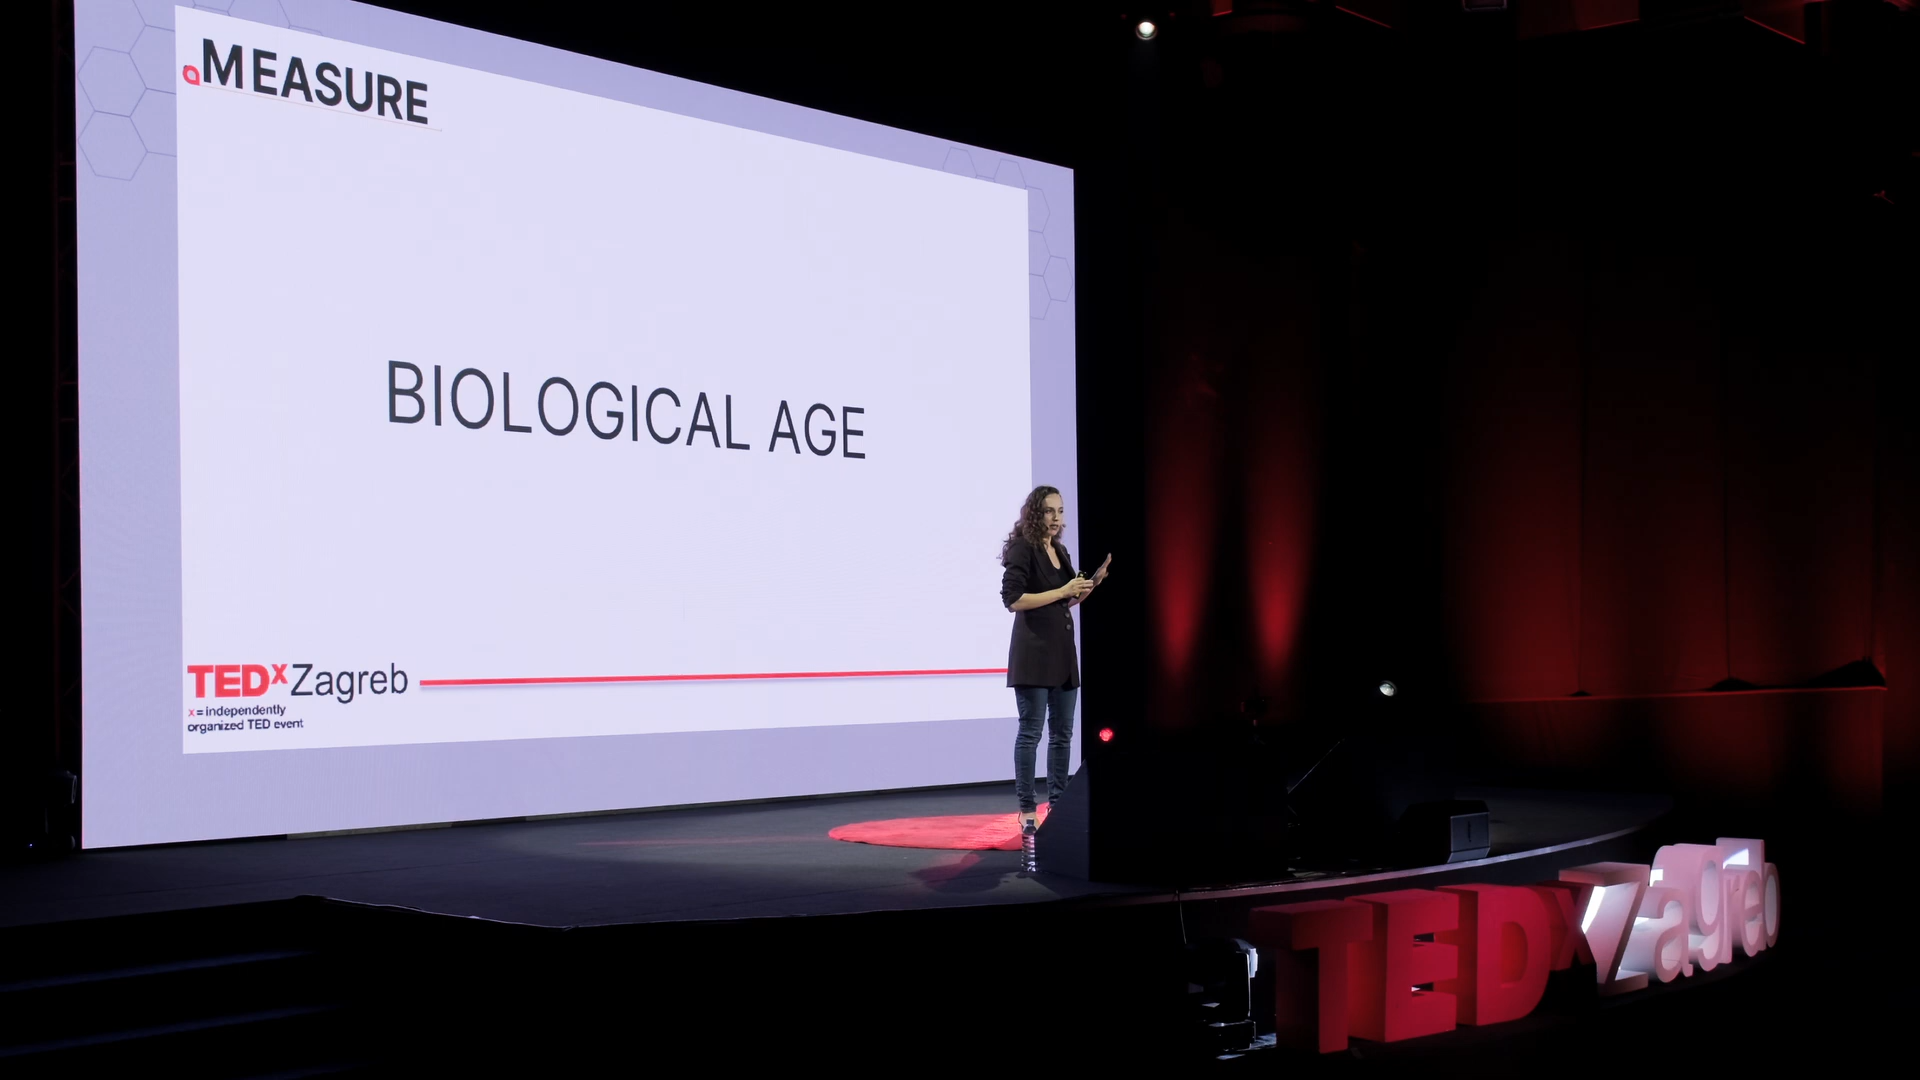 MEASURE
BIOLOGICAL AGE
TEDxZagreb
x = independently
organized TED event
TEDxZagreb